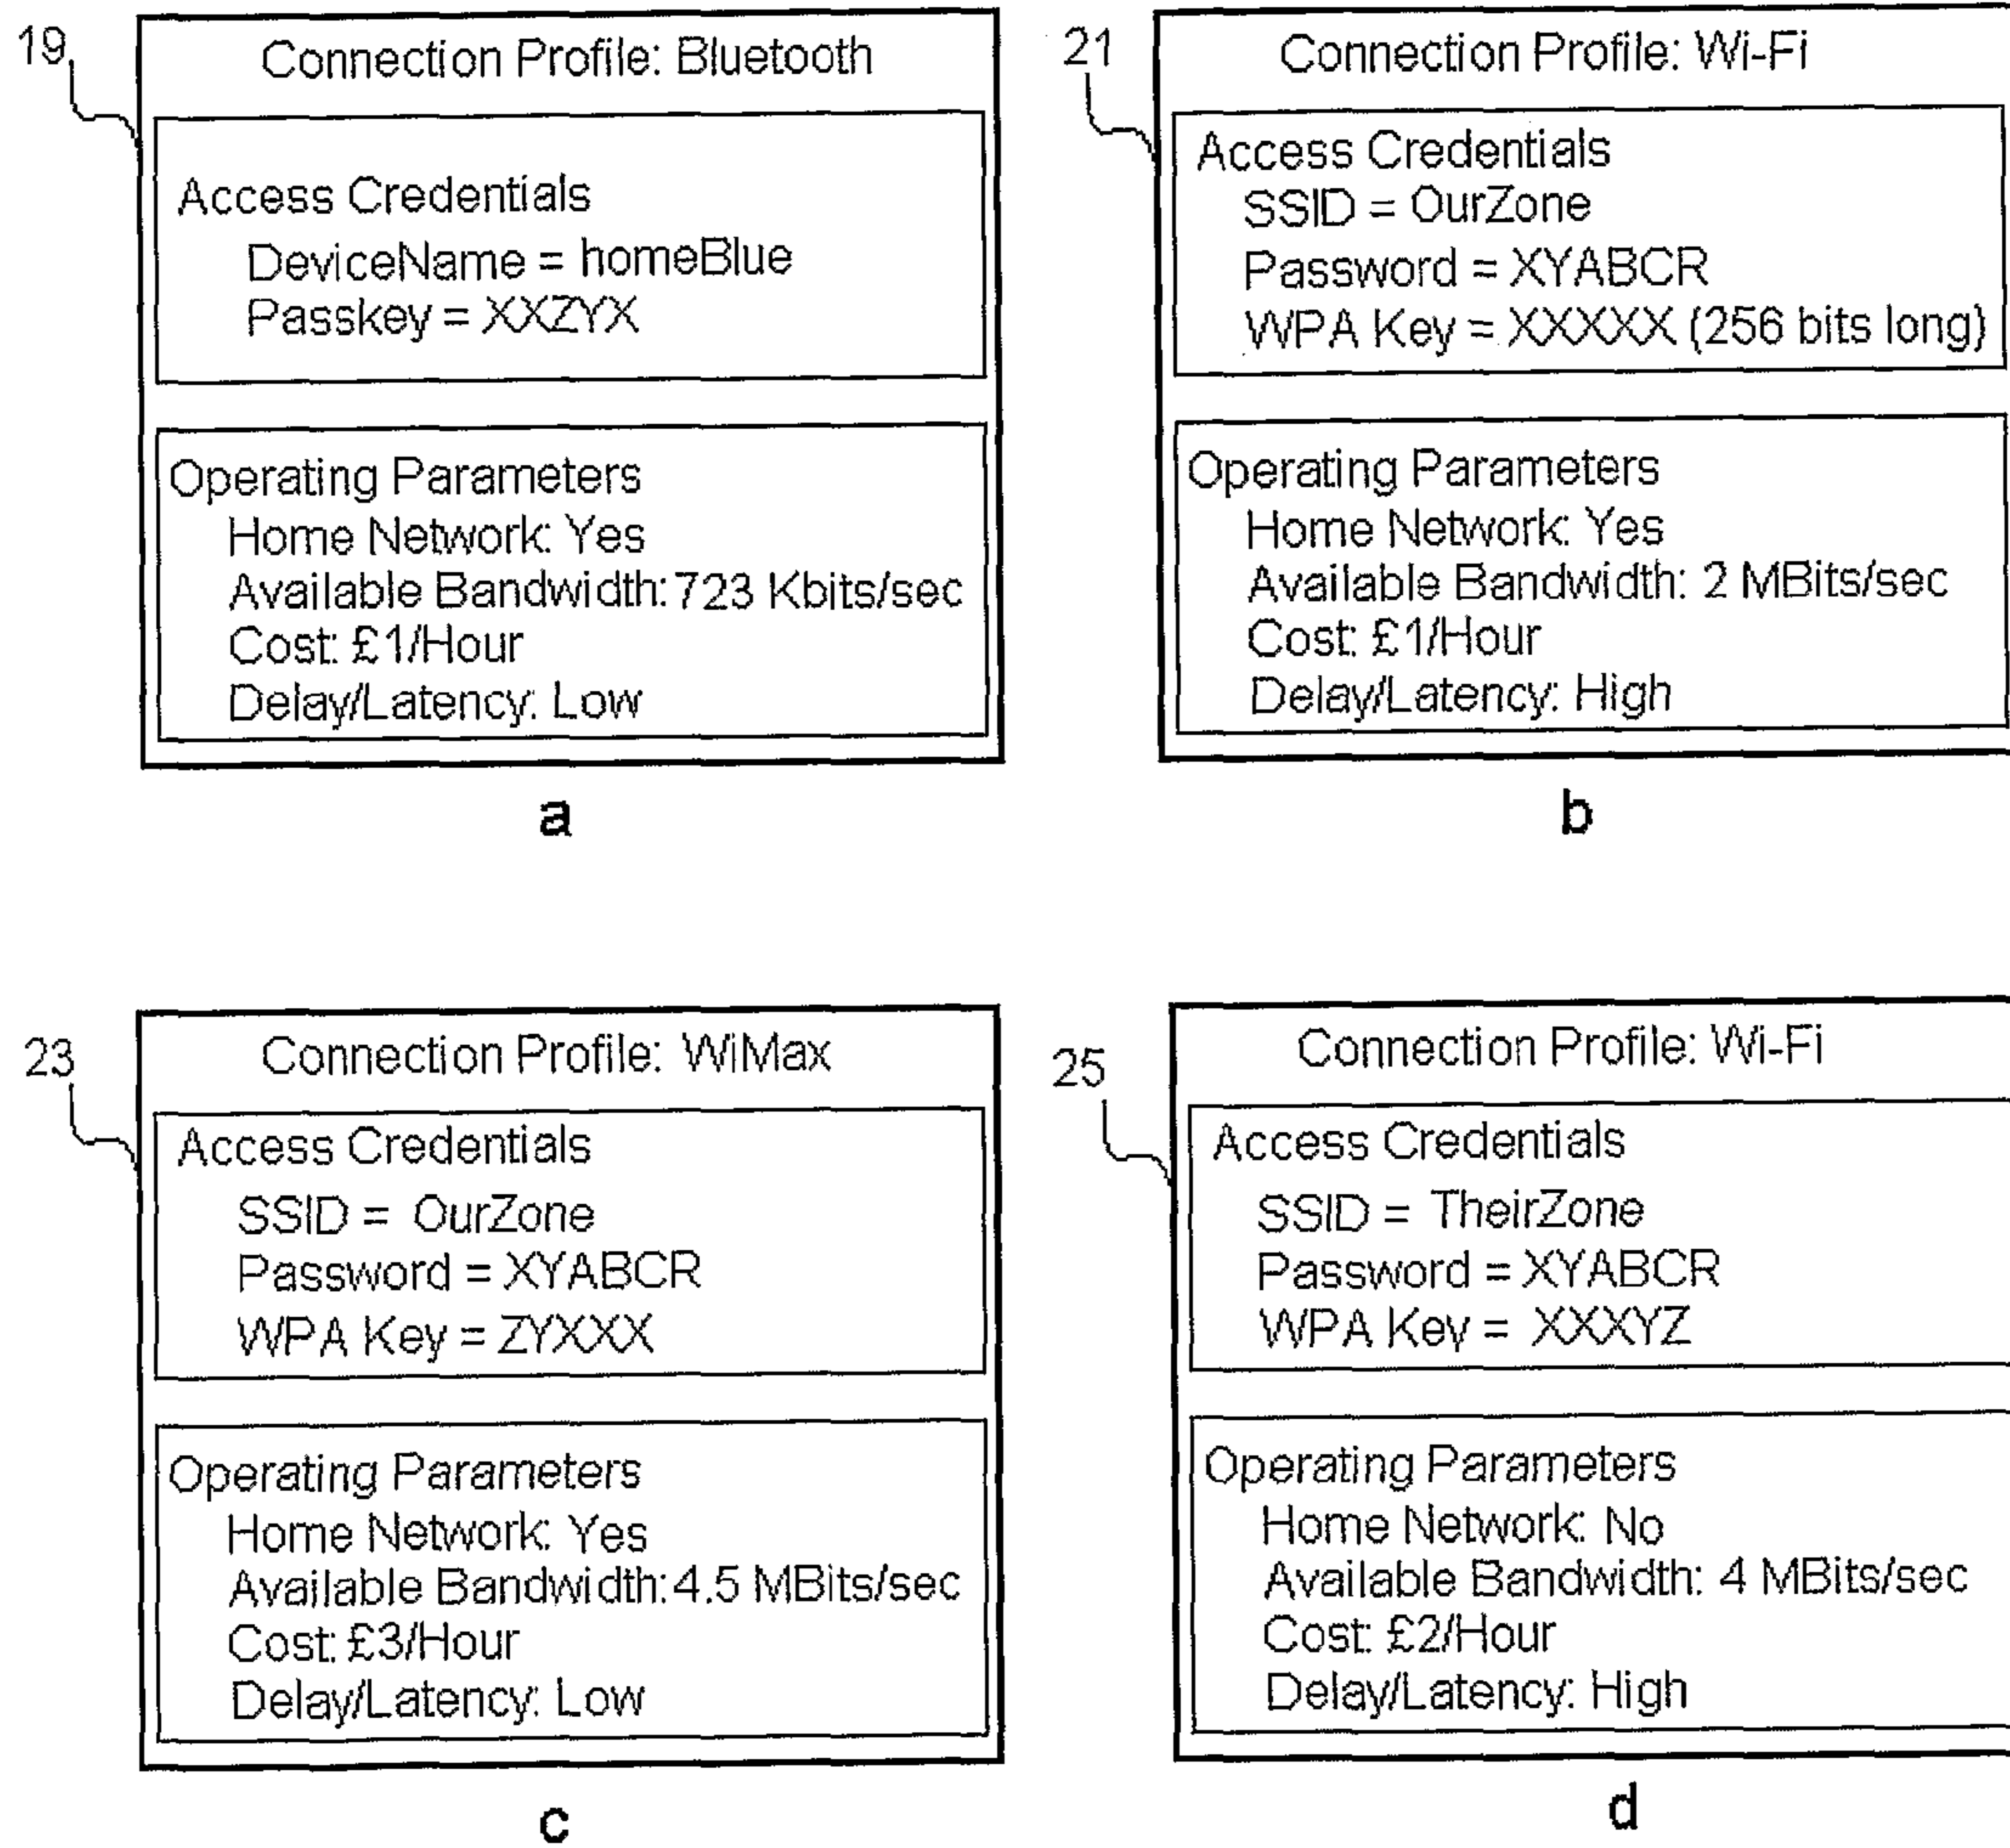 19
Connection Profile: Bluetooth
Access Credentials
DeviceName = homeBlue
Passkey = XXZYX
Operating Parameters
Home Network: Yes
Available Bandwidth: 723 Kbits/sec
Cost: £1/Hour
Delay/Latency: Low
a
21
Connection Profile: Wi-Fi
Access Credentials
SSID = OurZone
Password = XYABCR
WPA Key = XXXXX (256 bits long)
Operating Parameters
Home Network: Yes
Available Bandwidth: 2 MBits/sec
Cost: £1/Hour
Delay/Latency: High
b
23
Connection Profile: WiMax
Access Credentials
SSID = OurZone
Password = XYABCR
WPA Key = ZYXXX
Operating Parameters
Home Network: Yes
Available Bandwidth: 4.5 MBits/sec
Cost: £3/Hour
Delay/Latency: Low
c
25
Connection Profile: Wi-Fi
Access Credentials
SSID = TheirZone
Password = XYABCR
WPA Key = XXXYZ
Operating Parameters
Home Network: No
Available Bandwidth: 4 MBits/sec
Cost: £2/Hour
Delay/Latency: High
d